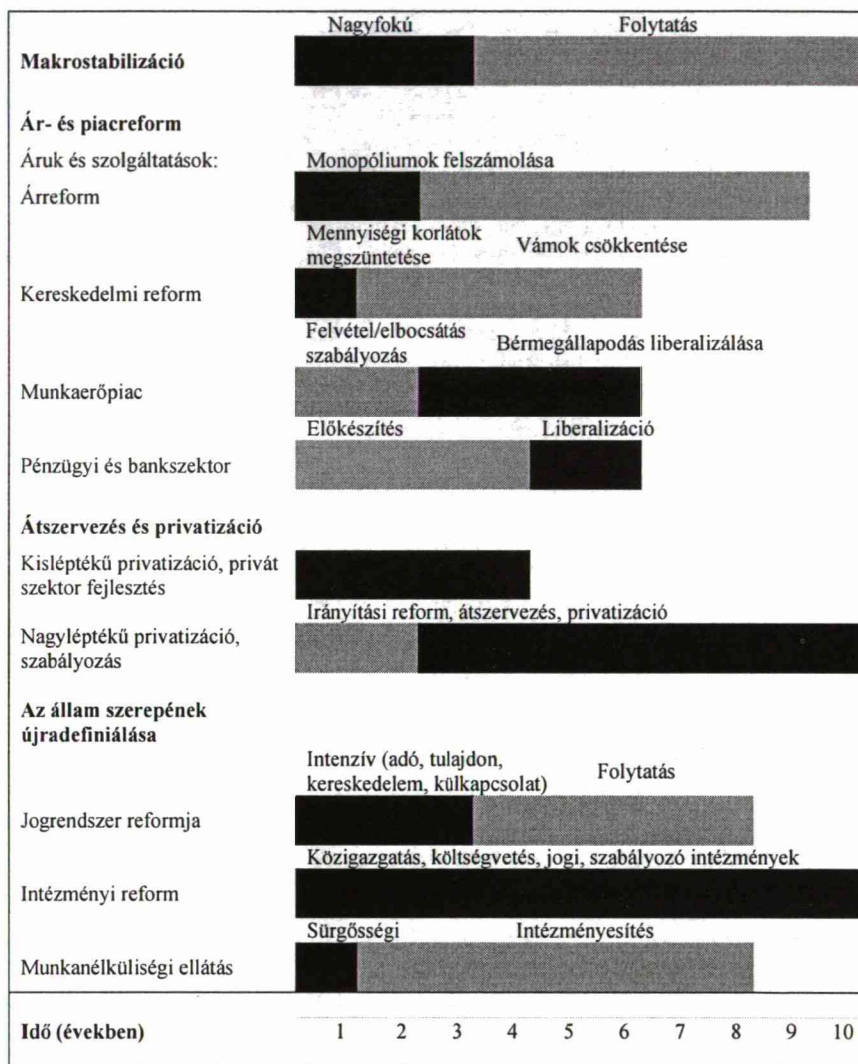 Nagyfokú Folytatás
Makrostabilizáció
Ár- és piacreform
Áruk és szolgáltatások: Monopóliumok felszámolása
Árreform
Mennyiségi korlátok
megszüntetése Vámok csökkentése
Kereskedelmi reform
Felvétel/elbocsátás
szabályozás Bérmegállapodás liberalizálása
Munkaerőpiac
Előkészítés Liberalizáció
Pénzügyi és bankszektor
Átszervezés és privatizáció
Kisléptékű privatizáció, privát
szektor fejlesztés
Irányítási reform, átszervezés, privatizáció
Nagyléptékű privatizáció,
szabályozás
Az állam szerepének
újradefiniálása
Intenzív (adó, tulajdon,
kereskedelem, külkapcsolat) Folytatás
Jogrendszer reformja
Közigazgatás, költségvetés, jogi, szabályozó intézmények
Intézményi reform
Sürgősségi Intézményesítés
Munkanélküliségi ellátás
Idő (években) 1 2 3 4 5 6 7 8 9 10